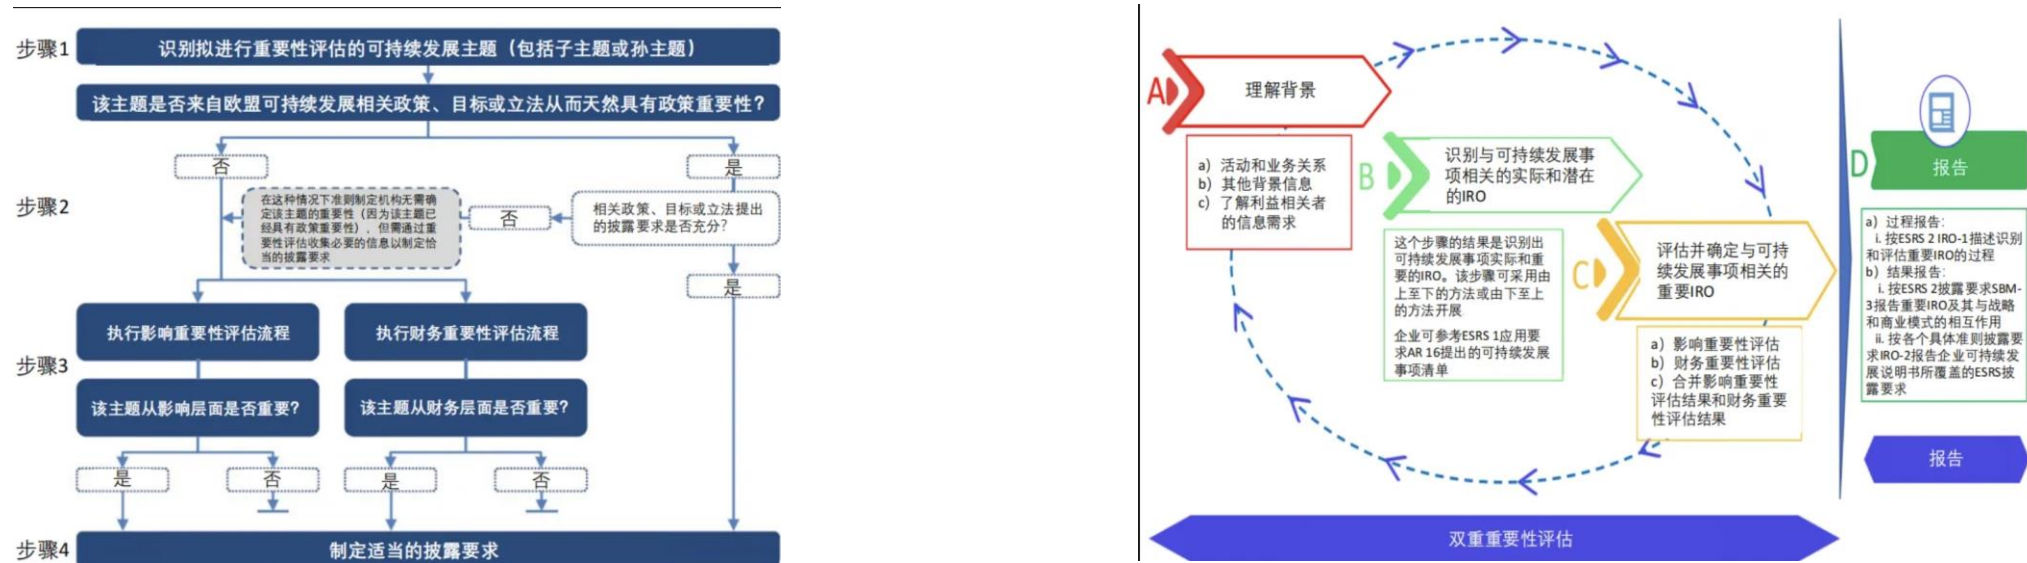 步骤1
识别拟进行重要性评估的可持续发展主题（包括子主题或孙主题）
该主题是否来自欧盟可持续发展相关政策、目标或立法从而天然具有政策重要性？
否
是
步骤2
在这种情况下准则制定机构无需确
定该主题的重要性（因为该主题已
经具有政策重要性），但需通过重
要性评估收集必要的信息以制定恰
当的披露要求
否
相关政策、目标或立法提出
的披露要求是否充分？
是
步骤3
执行影响重要性评估流程
执行财务重要性评估流程
该主题从影响层面是否重要？
该主题从财务层面是否重要？
是
否
是
否
步骤4
制定适当的披露要求
A
理解背景
a）活动和业务关系
b）其他背景信息
c）了解利益相关者
的信息需求
B
识别与可持续发展事
项相关的实际和潜在
的IRO
这个步骤的结果是识别出
可持续发展事项实际和重
要的IRO。该步骤可采用由
上至下的方法或由下至上
的方法开展
企业可参考ESRS 1应用要
求AR 16提出的可持续发展
事项清单
C
评估并确定与可持
续发展事项相关的
重要IRO
a）影响重要性评估
b）财务重要性评估
c）合并影响重要性
评估结果和财务重要
性评估结果
双重重要性评估
D
报告
a）过程报告：
i. 按ESRS 2 IRO-1描述识别
和评估重要IRO的过程
b）结果报告：
i. 按ESRS 2披露要求SBM-
3报告重要IRO及其与战略
和商业模式的相互作用
ii. 按各个具体准则披露要
求IRO-2报告企业可持续发
展说明书所覆盖的ESRS披
露要求
报告